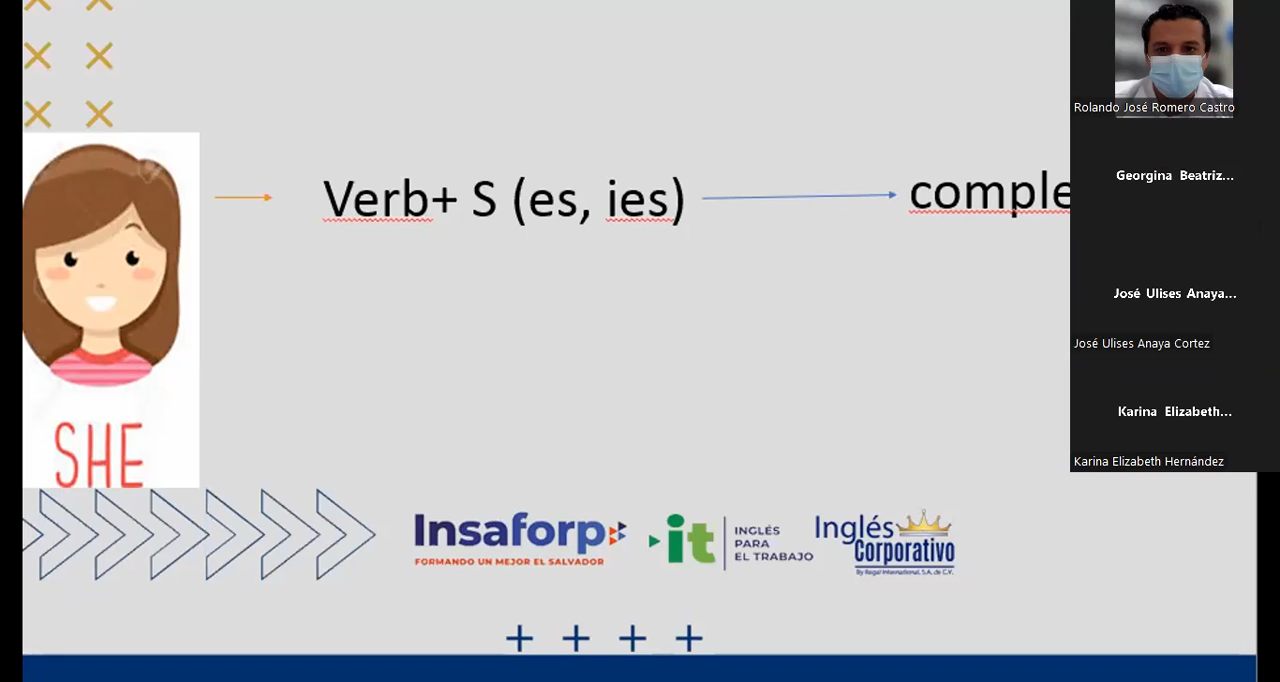 Verb+ S (es, ies)
comple
SHE
Insaforp
FORMANDO UN MEJOR EL SALVADOR
it
INGLÉS
PARA
EL TRABAJO
Inglés
Corporativo
By Regal International, S.A. de C.V.
Rolando José Romero Castro
Georgina Beatriz...
José Ulises Anaya...
José Ulises Anaya Cortez
Karina Elizabeth...
Karina Elizabeth Hernández